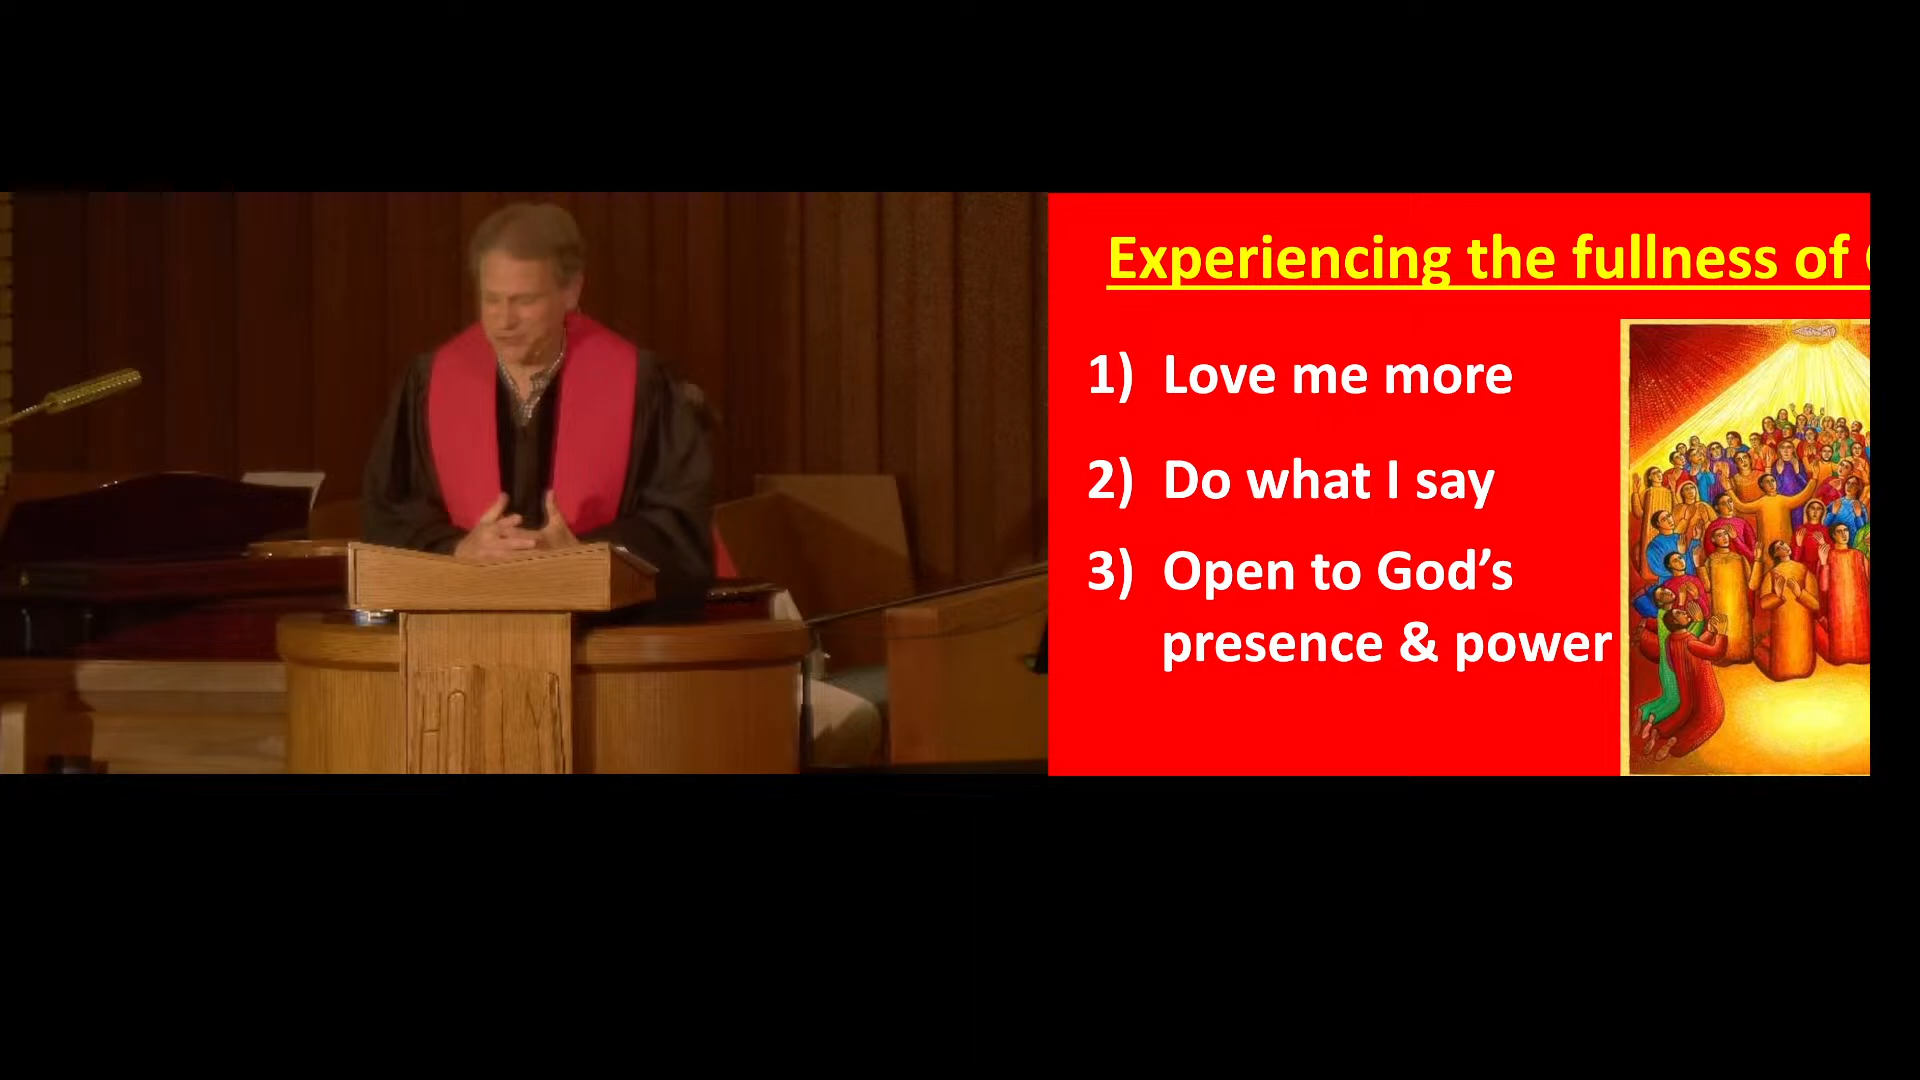 Experiencing the fullness of
1) Love me more
2) Do what I say
3) Open to God’s
presence & power